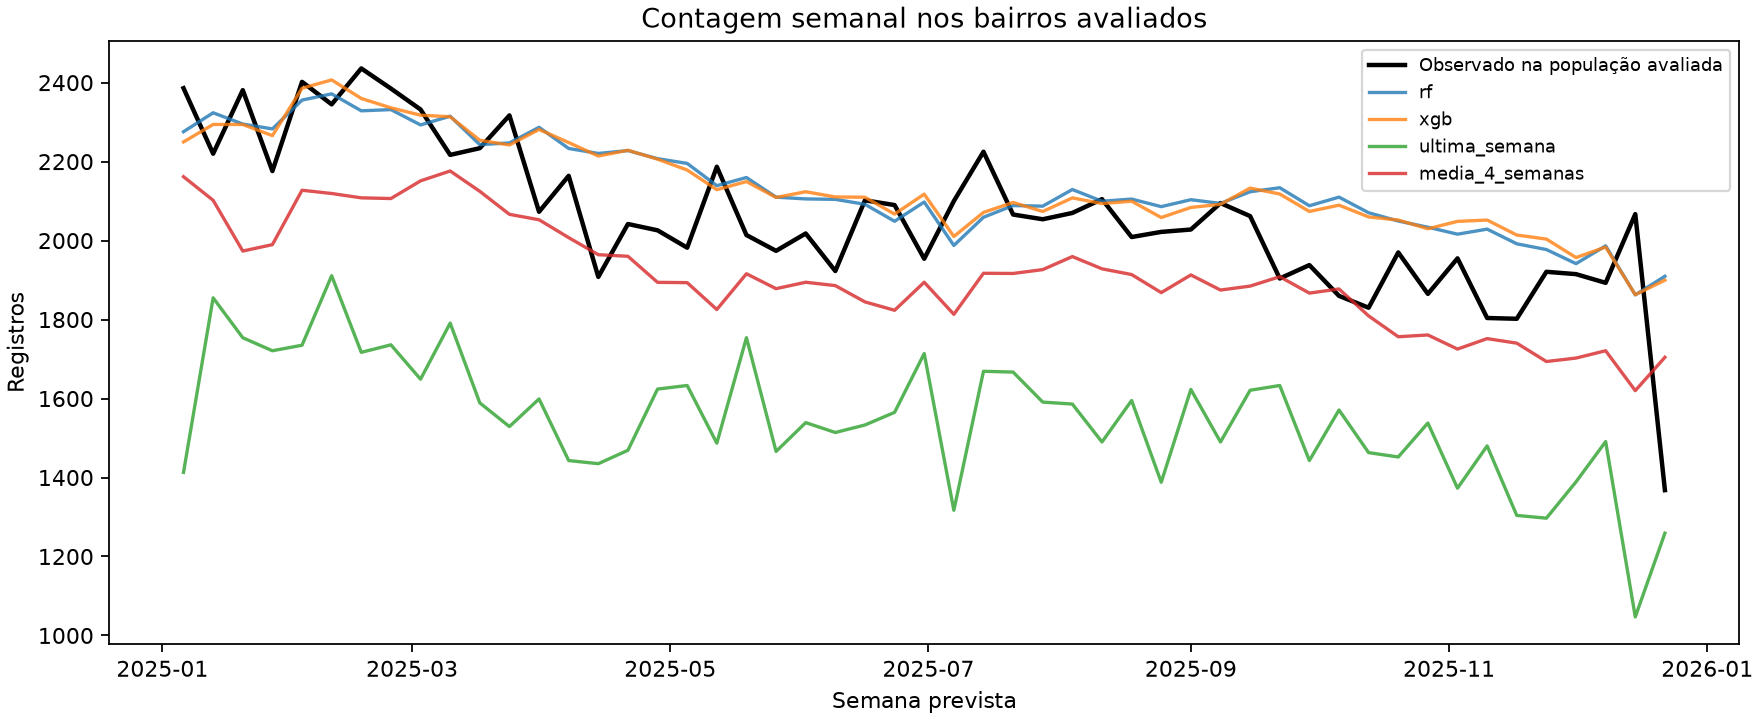 Contagem semanal nos bairros avaliados
Observado na população avaliada
rf
xgb
ultima_semana
media_4_semanas
Registros
2400
2200
2000
1800
1600
1400
1200
1000
2025-01
2025-03
2025-05
2025-07
2025-09
2025-11
2026-01
Semana prevista